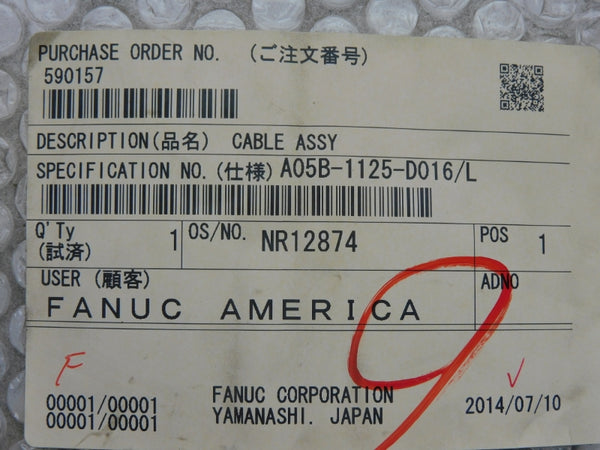 PURCHASE ORDER NO. (ご注文番号)
590157
DESCRIPTION(品名) CABLE ASSY
SPECIFICATION NO.(仕様) A05B-1125-D016/L
Q'Ty (試済) 1 OS/NO. NR12874 POS 1
USER (顧客) ADNO
FANUC AMERICA
9
F
00001/00001 FANUC CORPORATION
00001/00001 YAMANASHI. JAPAN 2014/07/10